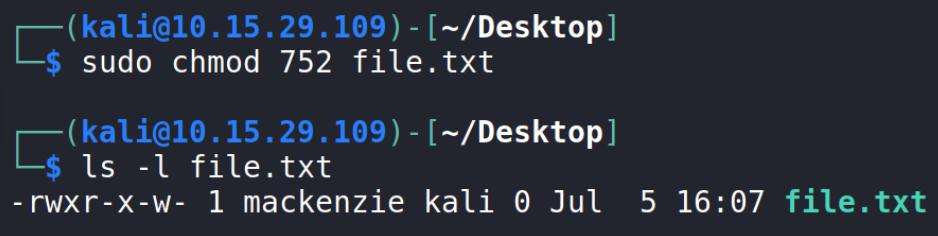 ┌──(kali@10.15.29.109)-[~/Desktop]
└─$ sudo chmod 752 file.txt
┌──(kali@10.15.29.109)-[~/Desktop]
└─$ ls -l file.txt
-rwxr-x-w- 1 mackenzie kali 0 Jul  5 16:07 file.txt